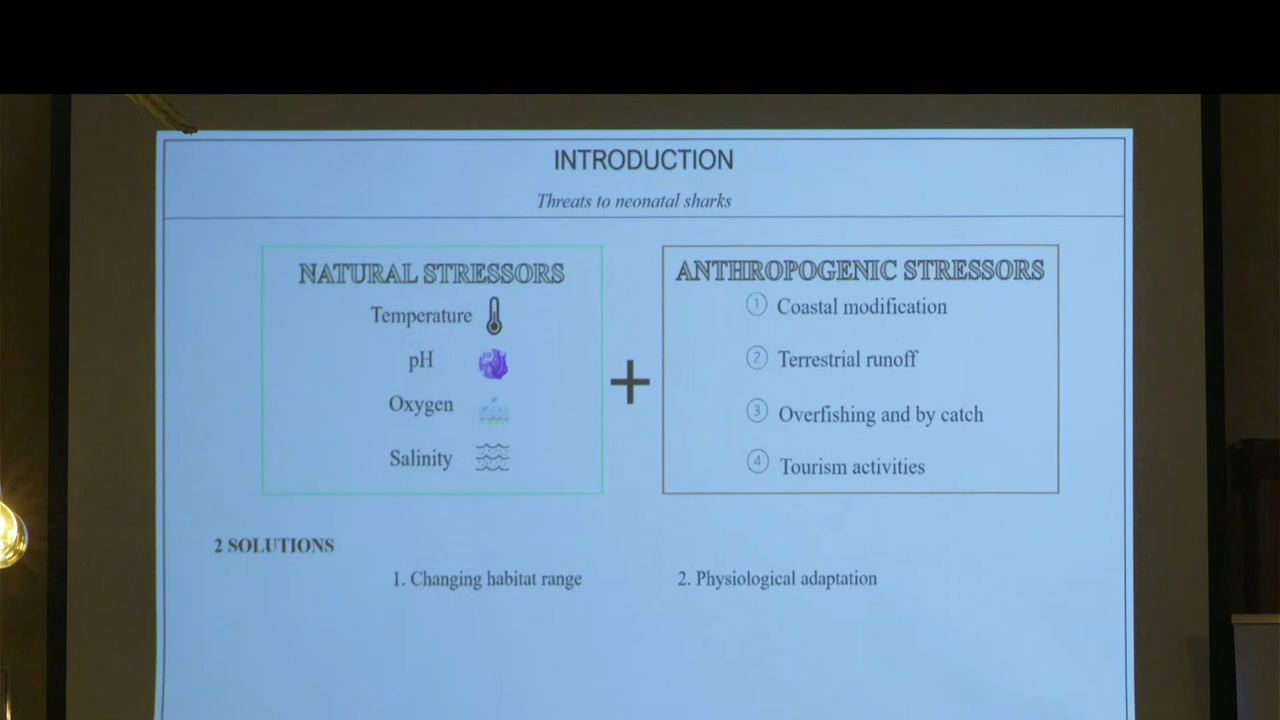 INTRODUCTION
Threats to neonatal sharks
NATURAL STRESSORS
Temperature
pH
Oxygen
Salinity
+
ANTHROPOGENIC STRESSORS
1 Coastal modification
2 Terrestrial runoff
3 Overfishing and by catch
4 Tourism activities
2 SOLUTIONS
1. Changing habitat range
2. Physiological adaptation